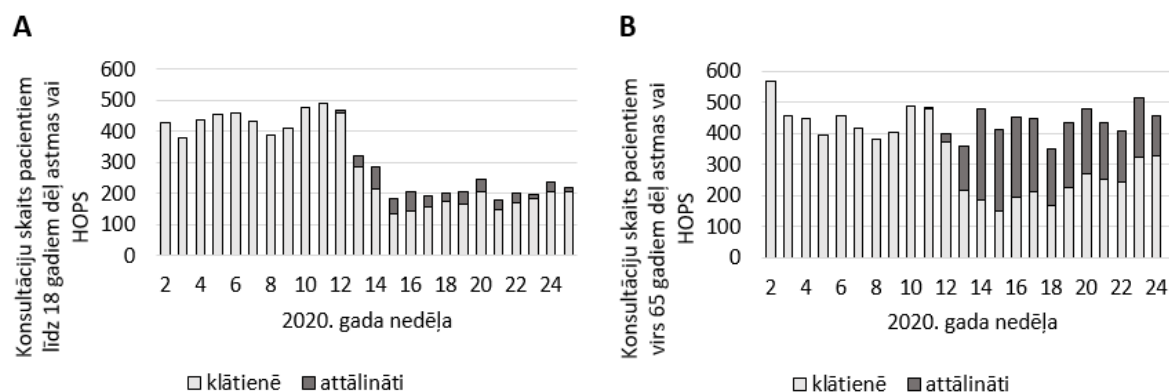 A
Konsultāciju skaits pacientiem
līdz 18 gadiem dēļ astmas vai
HOPS
600
500
400
300
200
100
0
2 4 6 8 10 12 14 16 18 20 22 24
2020. gada nedēļa
klātienē attālināti
B
Konsultāciju skaits pacientiem
virs 65 gadiem dēļ astmas vai
HOPS
600
500
400
300
200
100
0
2 4 6 8 10 12 14 16 18 20 22 24
2020. gada nedēļa
klātienē attālināti